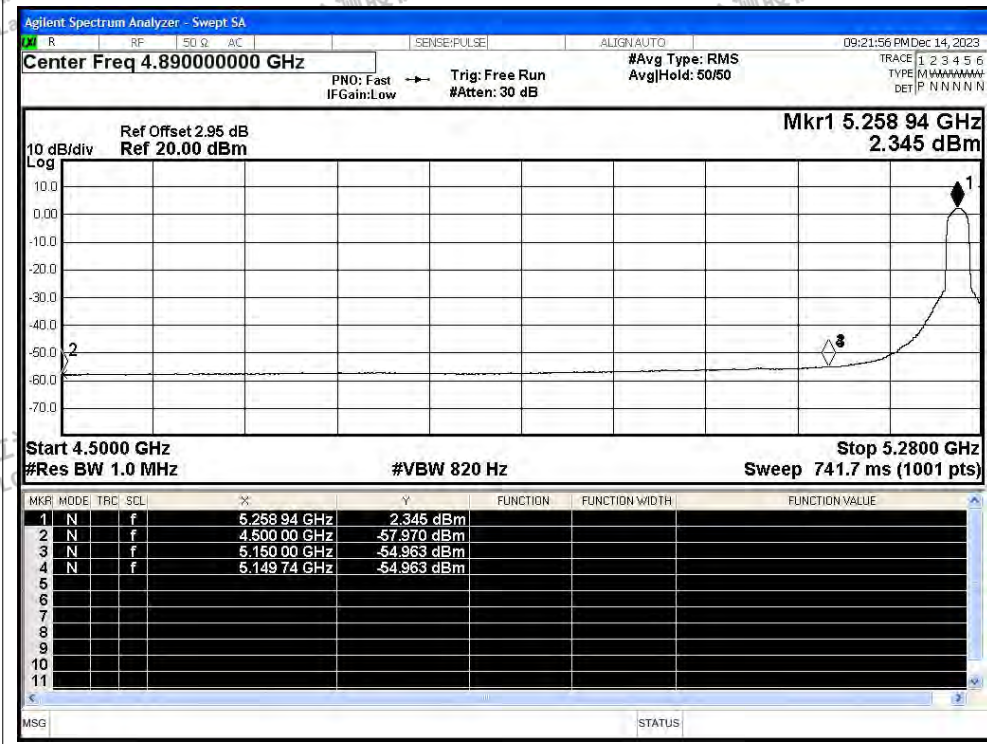 Agilent Spectrum Analyzer - Swept SA
R RF 50 Ω AC SENSE:PULSE ALIGN AUTO 09:21:56 PM Dec 14, 2023
Center Freq 4.890000000 GHz
PNO: Fast
IFGain:Low
Trig: Free Run
#Atten: 30 dB
#Avg Type: RMS
Avg|Hold: 50/50
TRACE 1 2 3 4 5 6
TYPE M W W W W W
DET P N N N N N
Mkr1 5.258 94 GHz
2.345 dBm
Ref Offset 2.95 dB
10 dB/div Ref 20.00 dBm
Log
10.0
0.00
-10.0
-20.0
-30.0
-40.0
-50.0
-60.0
-70.0
1
2
Start 4.5000 GHz Stop 5.2800 GHz
#Res BW 1.0 MHz #VBW 820 Hz Sweep 741.7 ms (1001 pts)
MKR MODE TRC SCL X Y FUNCTION FUNCTION WIDTH FUNCTION VALUE
1 N f 5.258 94 GHz 2.345 dBm
2 N f 4.500 00 GHz -57.970 dBm
3 N f 5.150 00 GHz -54.963 dBm
4 N f 5.149 74 GHz -54.963 dBm
5
6
7
8
9
10
11
MSG STATUS